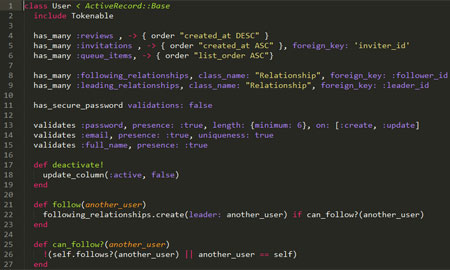 1 class User < ActiveRecord::Base
2 include Tokenable
3
4 has_many :reviews , -> { order "created_at DESC" }
5 has_many :invitations , -> { order "created_at ASC" }, foreign_key: 'inviter_id'
6 has_many :queue_items, -> { order "list_order ASC"}
7
8 has_many :following_relationships, class_name: "Relationship", foreign_key: :follower_id
9 has_many :leading_relationships, class_name: "Relationship", foreign_key: :leader_id
10
11 has_secure_password validations: false
12
13 validates :password, presence: :true, length: {minimum: 6}, on: [:create, :update]
14 validates :email, presence: :true, uniqueness: true
15 validates :full_name, presence: :true
16
17 def deactivate!
18 update_column(:active, false)
19 end
20
21 def follow(another_user)
22 following_relationships.create(leader: another_user) if can_follow?(another_user)
23 end
24
25 def can_follow?(another_user)
26 !(self.follows?(another_user) || another_user == self)
27 end